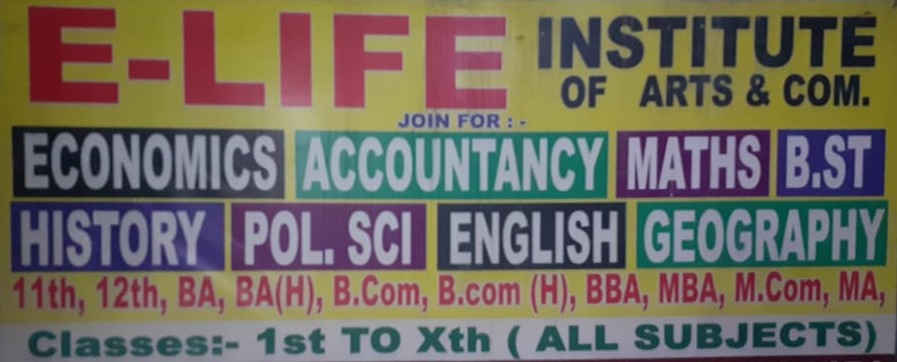 E-LIFE INSTITUTE
OF ARTS & COM.
JOIN FOR : -
ECONOMICS ACCOUNTANCY MATHS B.ST
HISTORY POL. SCI ENGLISH GEOGRAPHY
11th, 12th, BA, BA(H), B.Com, B.com (H), BBA, MBA, M.Com, MA,
Classes:- 1st TO Xth ( ALL SUBJECTS)